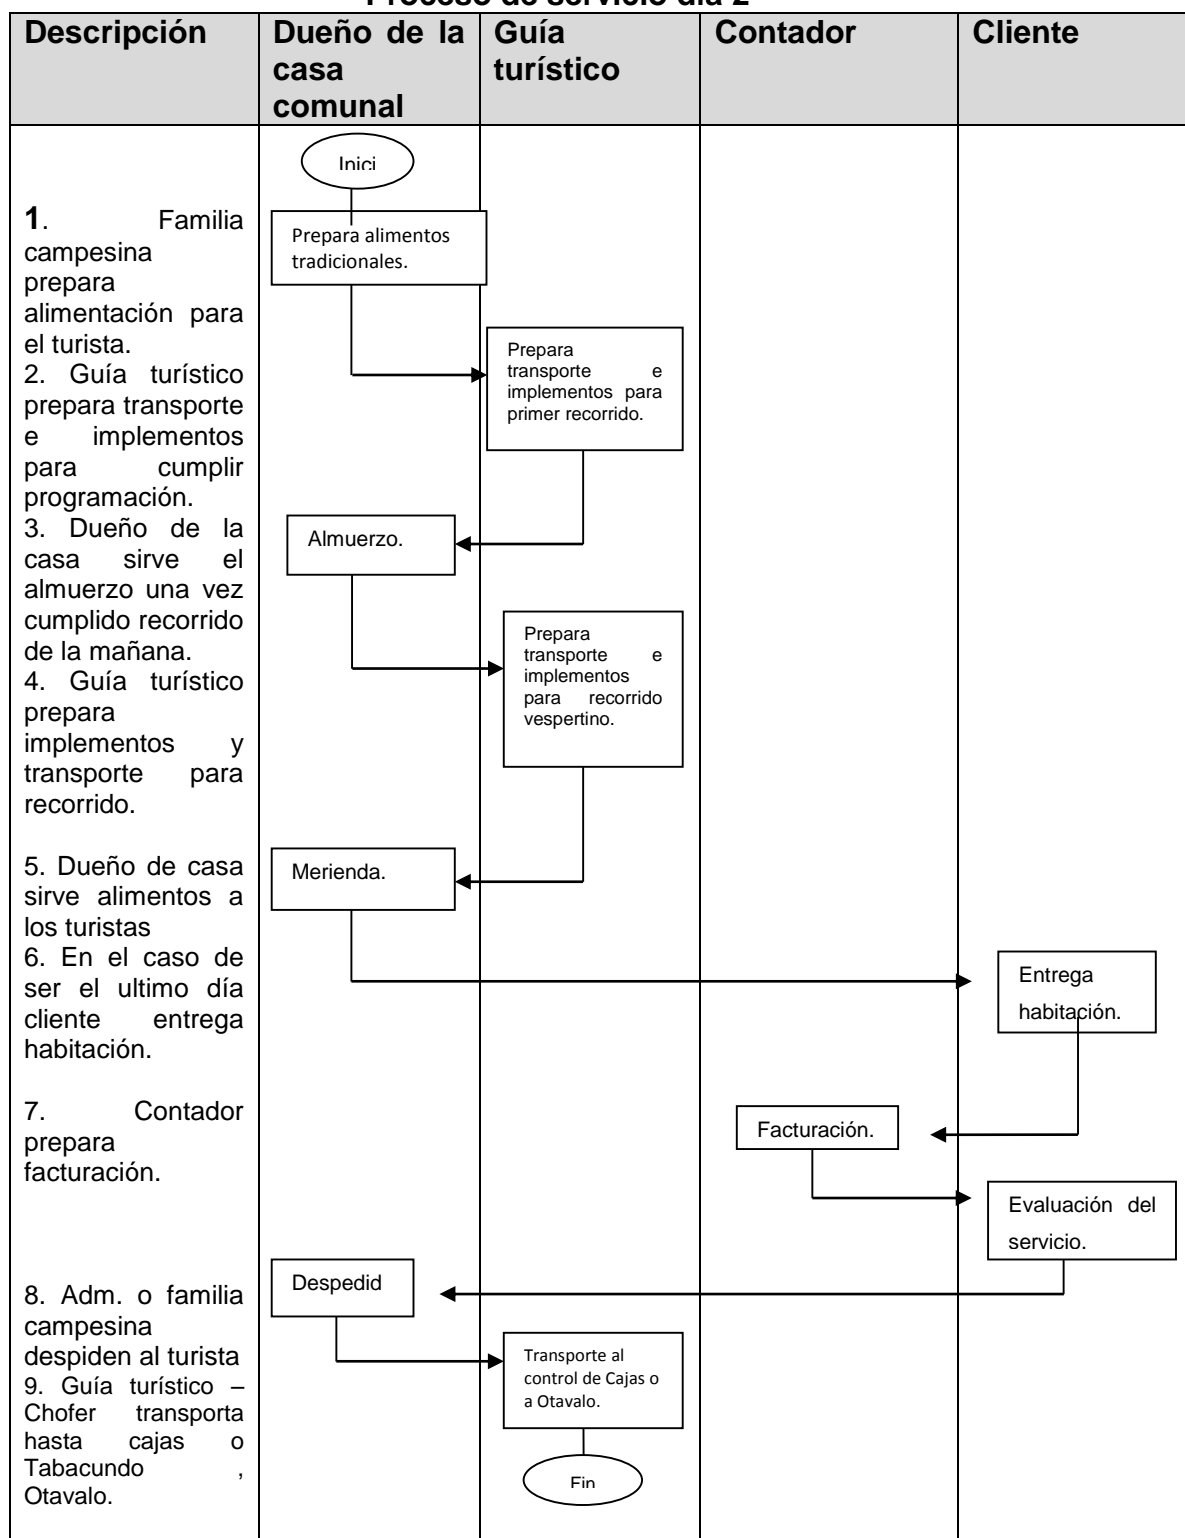 Proceso de servicio día 2
Descripción
Dueño de la
casa
comunal
Guía
turístico
Contador
Cliente
Inici
1. Familia
campesina
prepara
alimentación para
el turista.
2. Guía turístico
prepara transporte
e implementos
para cumplir
programación.
3. Dueño de la
casa sirve el
almuerzo una vez
cumplido recorrido
de la mañana.
4. Guía turístico
prepara
implementos y
transporte para
recorrido.
5. Dueño de casa
sirve alimentos a
los turistas
6. En el caso de
ser el ultimo día
cliente entrega
habitación.
7. Contador
prepara
facturación.
8. Adm. o familia
campesina
despiden al turista
9. Guía turístico –
Chofer transporta
hasta cajas o
Tabacundo ,
Otavalo.
Prepara alimentos
tradicionales.
Prepara
transporte e
implementos para
primer recorrido.
Almuerzo.
Prepara
transporte e
implementos
para recorrido
vespertino.
Merienda.
Entrega
habitación.
Facturación.
Evaluación del
servicio.
Despedid
Transporte al
control de Cajas o
a Otavalo.
Fin